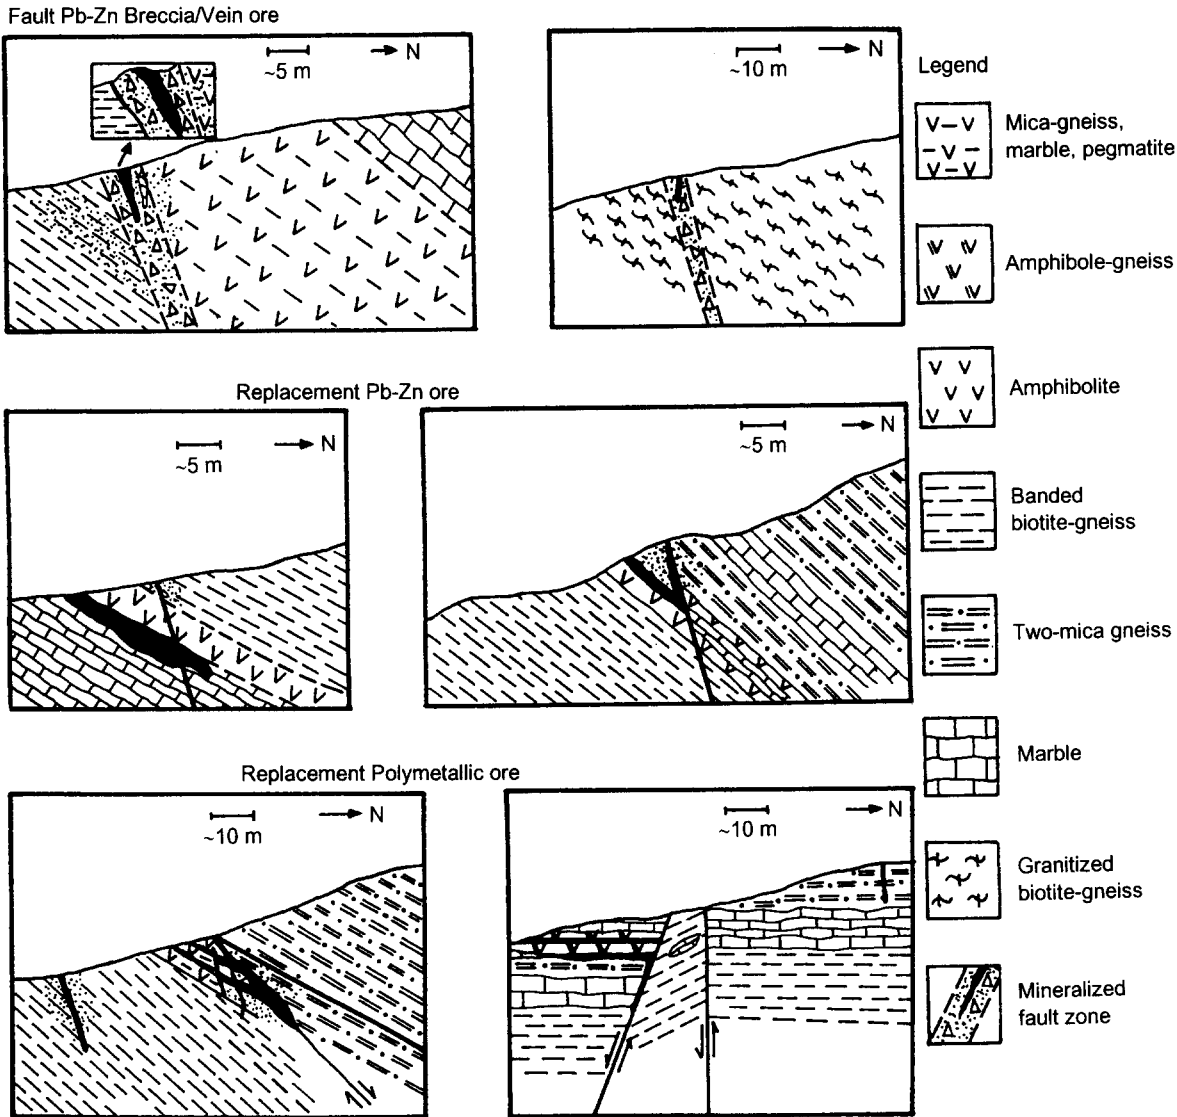 Fault Pb-Zn Breccia/Vein ore
~5 m
N
~10 m
N
Replacement Pb-Zn ore
~5 m
N
~5 m
N
Replacement Polymetallic ore
~10 m
N
~10 m
N
Legend
Mica-gneiss,
marble, pegmatite
Amphibole-gneiss
Amphibolite
Banded
biotite-gneiss
Two-mica gneiss
Marble
Granitized
biotite-gneiss
Mineralized
fault zone